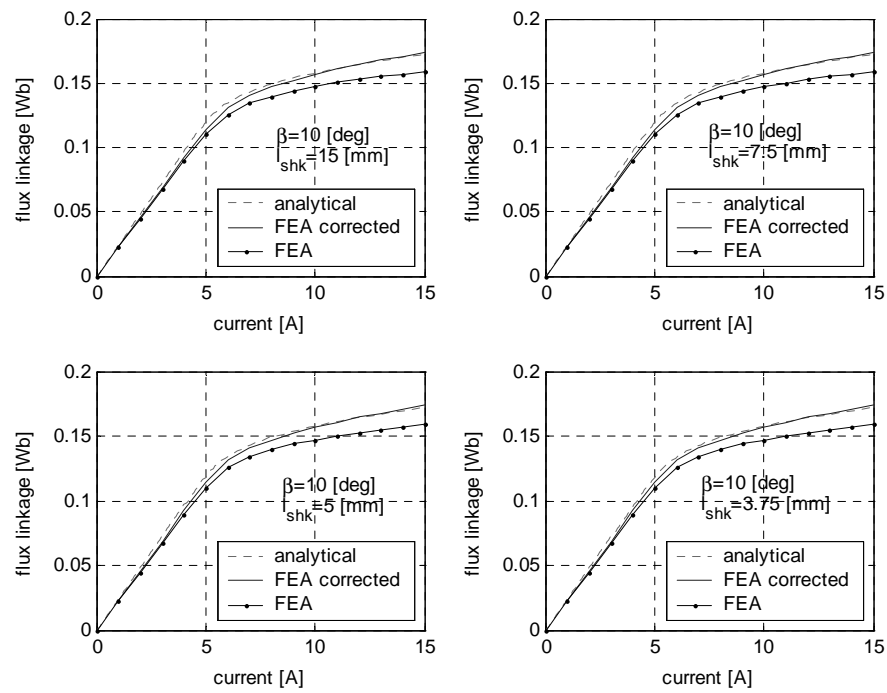 0.2
0.15
0.1
0.05
0
flux linkage [Wb]
β=10 [deg]
l_shk=15 [mm]
analytical
FEA corrected
FEA
0 5 10 15
current [A]
0.2
0.15
0.1
0.05
0
flux linkage [Wb]
β=10 [deg]
l_shk=7.5 [mm]
analytical
FEA corrected
FEA
0 5 10 15
current [A]
0.2
0.15
0.1
0.05
0
flux linkage [Wb]
β=10 [deg]
l_shk=5 [mm]
analytical
FEA corrected
FEA
0 5 10 15
current [A]
0.2
0.15
0.1
0.05
0
flux linkage [Wb]
β=10 [deg]
l_shk=3.75 [mm]
analytical
FEA corrected
FEA
0 5 10 15
current [A]